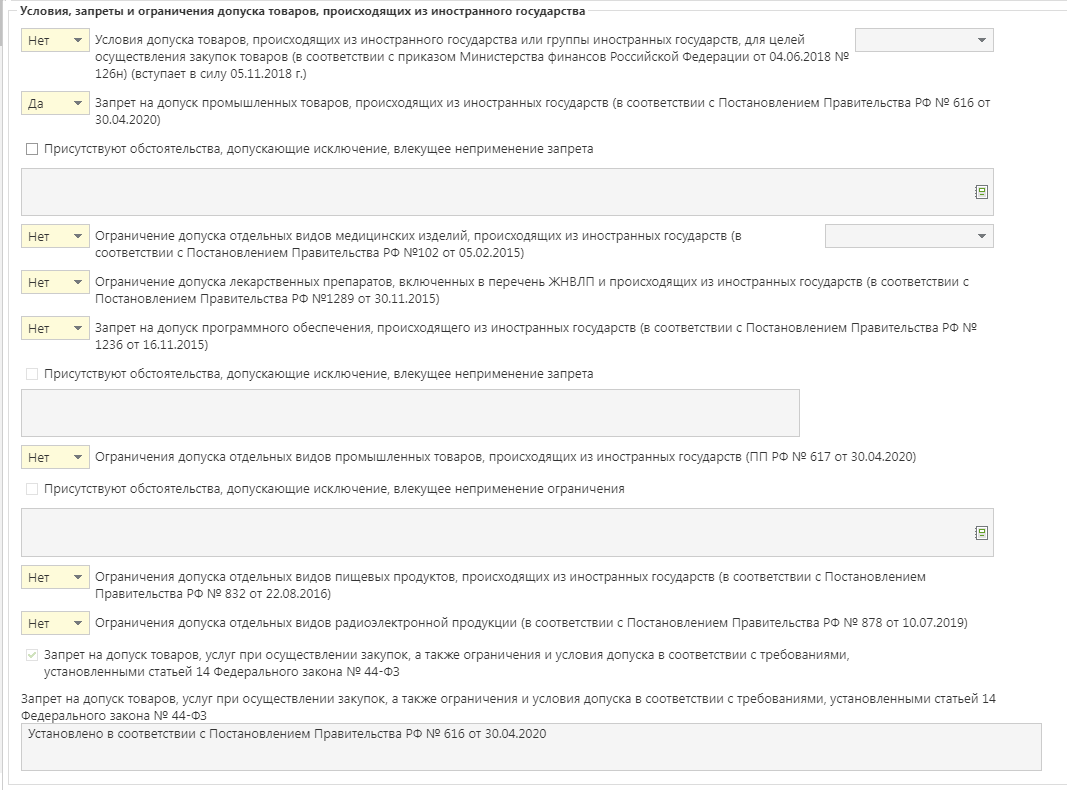 Условия, запреты и ограничения допуска товаров, происходящих из иностранного государства
Нет
Условия допуска товаров, происходящих из иностранного государства или группы иностранных государств, для целей
осуществления закупок товаров (в соответствии с приказом Министерства финансов Российской Федерации от 04.06.2018 №
126н) (вступает в силу 05.11.2018 г.)
Да
Запрет на допуск промышленных товаров, происходящих из иностранных государств (в соответствии с Постановлением Правительства РФ № 616 от
30.04.2020)
Присутствуют обстоятельства, допускающие исключение, влекущее неприменение запрета
Нет
Ограничение допуска отдельных видов медицинских изделий, происходящих из иностранных государств (в
соответствии с Постановлением Правительства РФ №102 от 05.02.2015)
Нет
Ограничение допуска лекарственных препаратов, включенных в перечень ЖНВЛП и происходящих из иностранных государств (в соответствии с
Постановлением Правительства РФ №1289 от 30.11.2015)
Нет
Запрет на допуск программного обеспечения, происходящего из иностранных государств (в соответствии с Постановлением Правительства РФ №
1236 от 16.11.2015)
Присутствуют обстоятельства, допускающие исключение, влекущее неприменение запрета
Нет
Ограничения допуска отдельных видов промышленных товаров, происходящих из иностранных государств (ПП РФ № 617 от 30.04.2020)
Присутствуют обстоятельства, допускающие исключение, влекущее неприменение ограничения
Нет
Ограничения допуска отдельных видов пищевых продуктов, происходящих из иностранных государств (в соответствии с Постановлением
Правительства РФ № 832 от 22.08.2016)
Нет
Ограничения допуска отдельных видов радиоэлектронной продукции (в соответствии с Постановлением Правительства РФ № 878 от 10.07.2019)
Запрет на допуск товаров, услуг при осуществлении закупок, а также ограничения и условия допуска в соответствии с требованиями,
установленными статьей 14 Федерального закона № 44-ФЗ
Запрет на допуск товаров, услуг при осуществлении закупок, а также ограничения и условия допуска в соответствии с требованиями, установленными статьей 14
Федерального закона № 44-ФЗ
Установлено в соответствии с Постановлением Правительства РФ № 616 от 30.04.2020